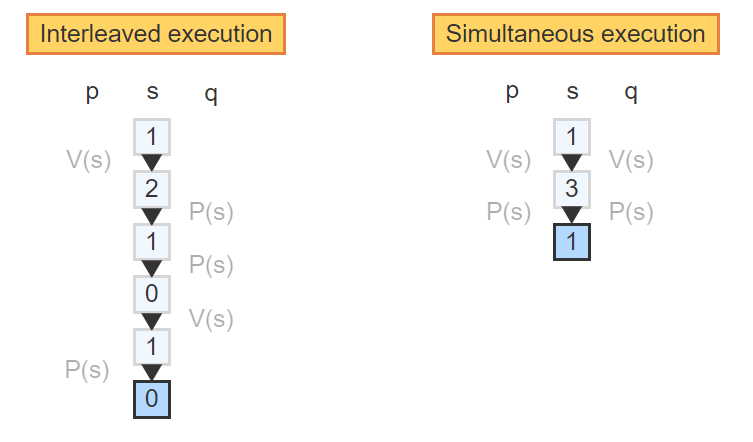 Interleaved execution
Simultaneous execution
p s q
p s q
1
V(s)
2
P(s)
1
P(s)
0
V(s)
1
P(s)
0
1
V(s) V(s)
3
P(s) P(s)
1